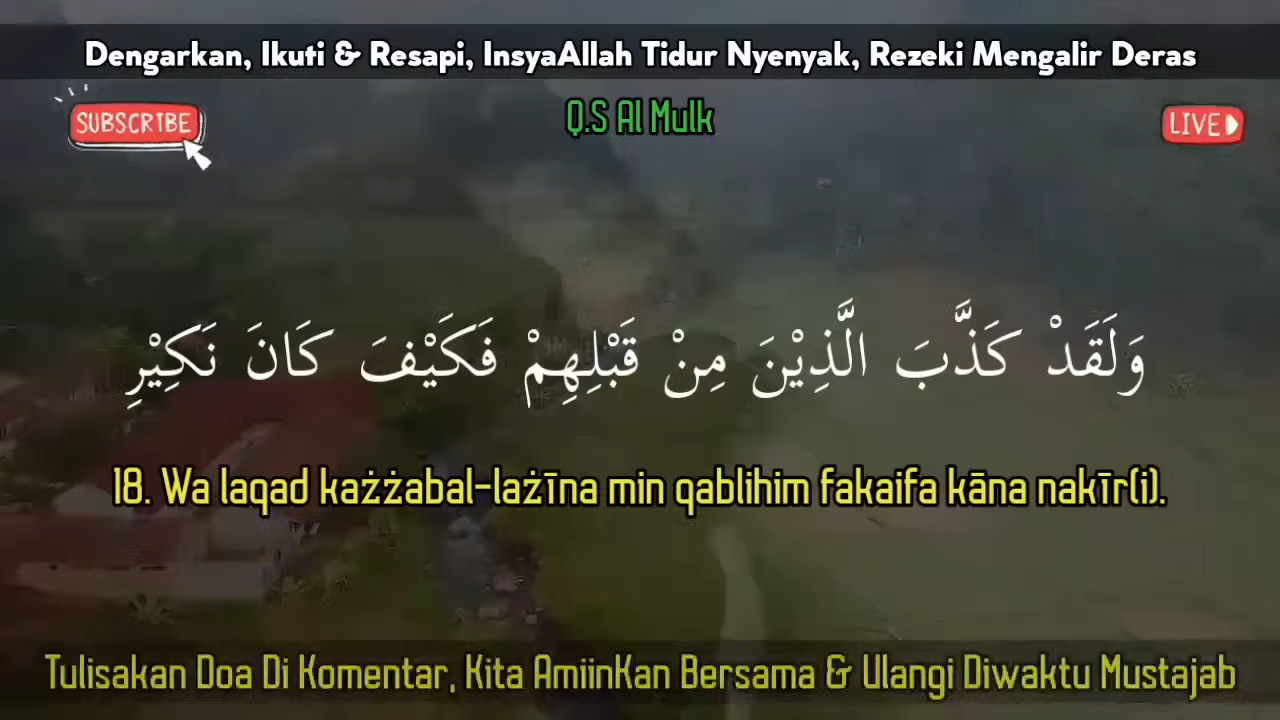 Dengarkan, Ikuti & Resapi, InsyaAllah Tidur Nyenyak, Rezeki Mengalir Deras
SUBSCRIBE
Q.S Al Mulk
LIVE
وَلَقَدْ كَذَّبَ الَّذِيْنَ مِنْ قَبْلِهِمْ فَكَيْفَ كَانَ نَكِيْرِ
18. Wa laqad każżabal-lażīna min qablihim fakaifa kāna nakīr(i).
Tulisakan Doa Di Komentar, Kita AmiinKan Bersama & Ulangi Diwaktu Mustajab